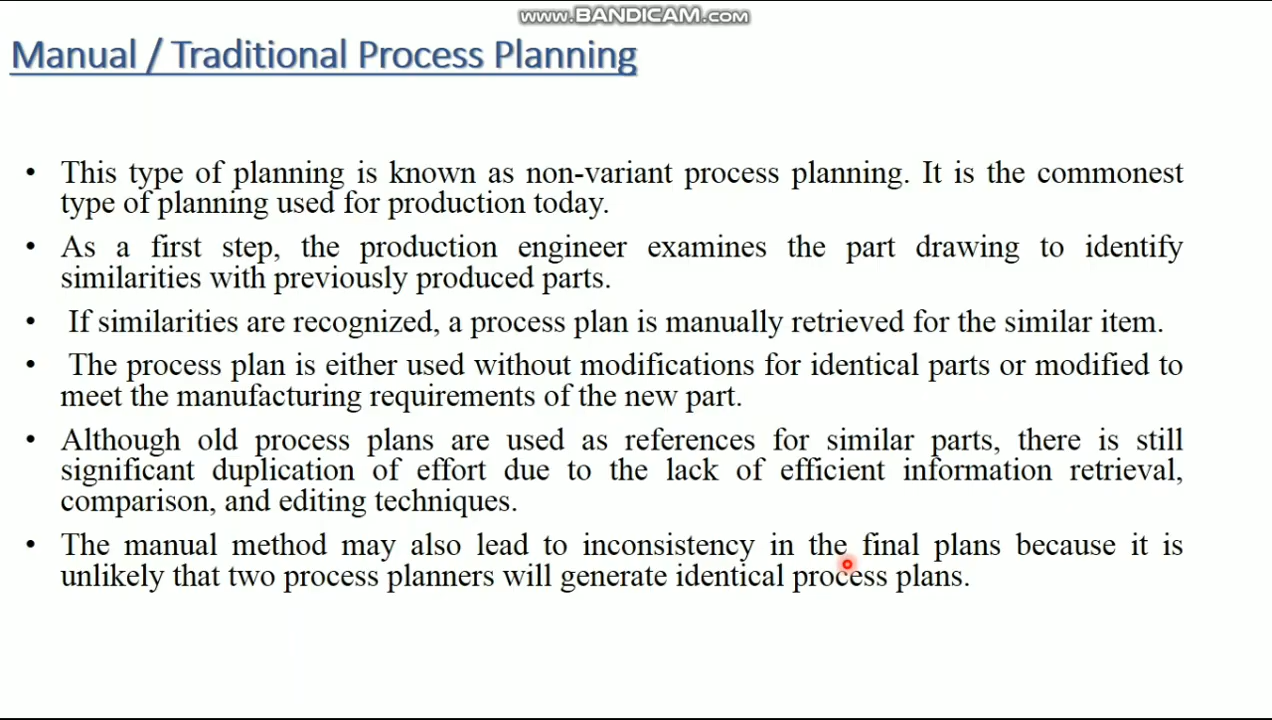 www.BANDICAM.com
Manual / Traditional Process Planning
• This type of planning is known as non-variant process planning. It is the commonest
type of planning used for production today.
• As a first step, the production engineer examines the part drawing to identify
similarities with previously produced parts.
• If similarities are recognized, a process plan is manually retrieved for the similar item.
• The process plan is either used without modifications for identical parts or modified to
meet the manufacturing requirements of the new part.
• Although old process plans are used as references for similar parts, there is still
significant duplication of effort due to the lack of efficient information retrieval,
comparison, and editing techniques.
• The manual method may also lead to inconsistency in the final plans because it is
unlikely that two process planners will generate identical process plans.